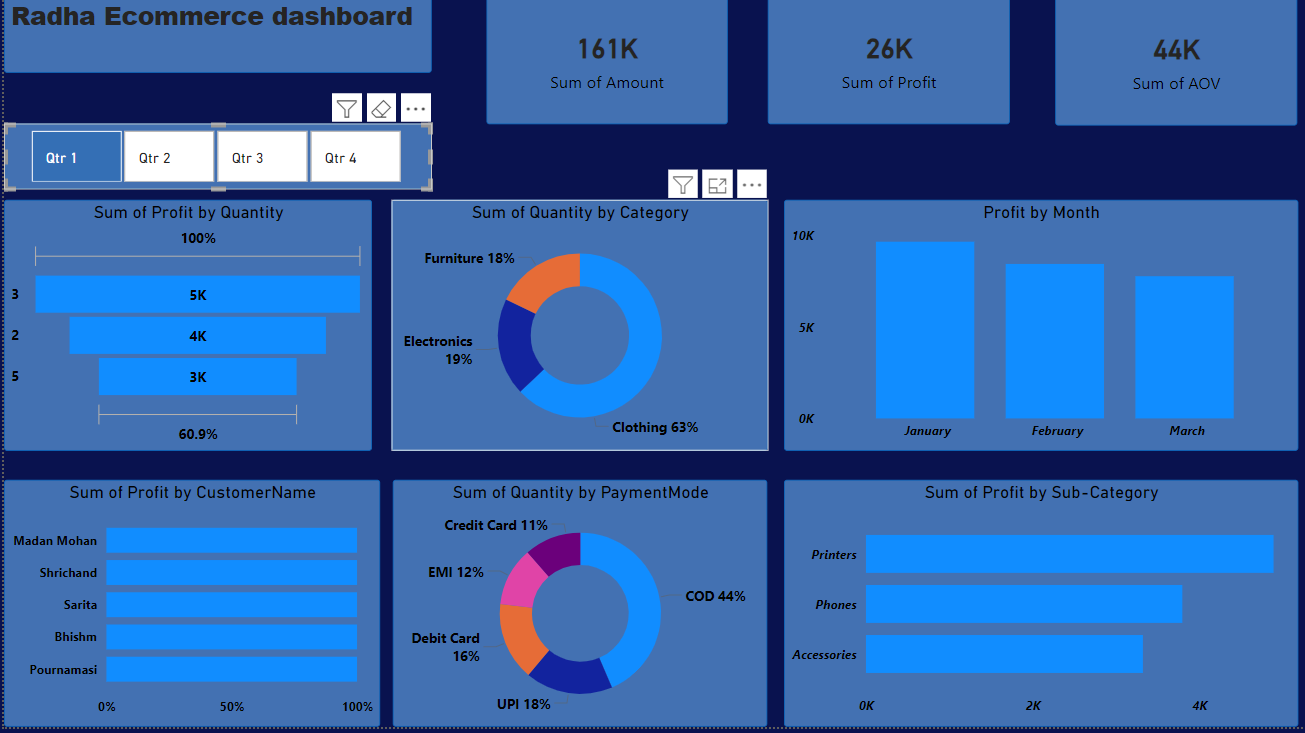 Radha Ecommerce dashboard
161K
Sum of Amount
26K
Sum of Profit
44K
Sum of AOV
Qtr 1
Qtr 2
Qtr 3
Qtr 4
Sum of Profit by Quantity
100%
3
5K
2
4K
5
3K
60.9%
Sum of Quantity by Category
Furniture 18%
Electronics
19%
Clothing 63%
Profit by Month
10K
5K
0K
January
February
March
Sum of Profit by CustomerName
Madan Mohan
Shrichand
Sarita
Bhishm
Pournamasi
0%
50%
100%
Sum of Quantity by PaymentMode
Credit Card 11%
EMI 12%
COD 44%
Debit Card
16%
UPI 18%
Sum of Profit by Sub-Category
Printers
Phones
Accessories
0K
2K
4K